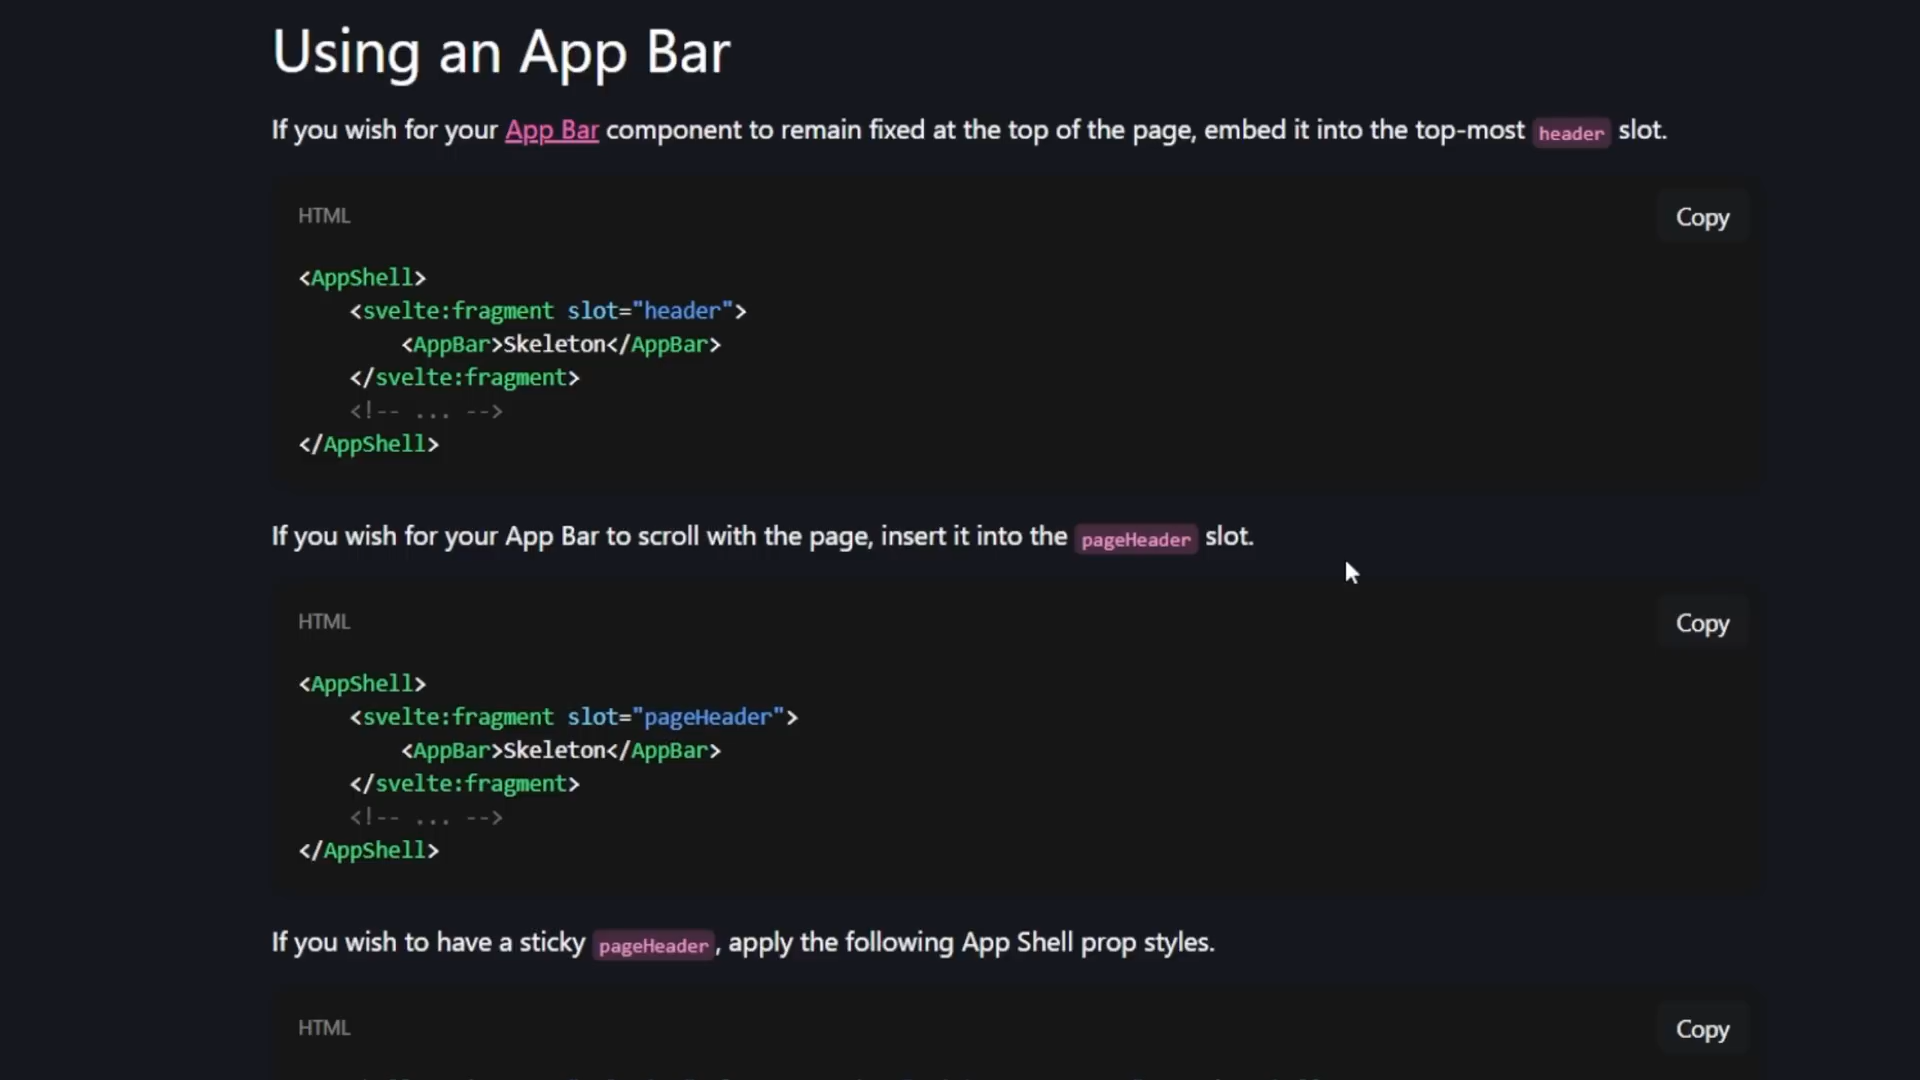 Using an App Bar
If you wish for your App Bar component to remain fixed at the top of the page, embed it into the top-most header slot.
HTML
Copy
<AppShell>
    <svelte:fragment slot="header">
        <AppBar>Skeleton</AppBar>
    </svelte:fragment>
    <!-- ... -->
</AppShell>
If you wish for your App Bar to scroll with the page, insert it into the pageHeader slot.
HTML
Copy
<AppShell>
    <svelte:fragment slot="pageHeader">
        <AppBar>Skeleton</AppBar>
    </svelte:fragment>
    <!-- ... -->
</AppShell>
If you wish to have a sticky pageHeader, apply the following App Shell prop styles.
HTML
Copy